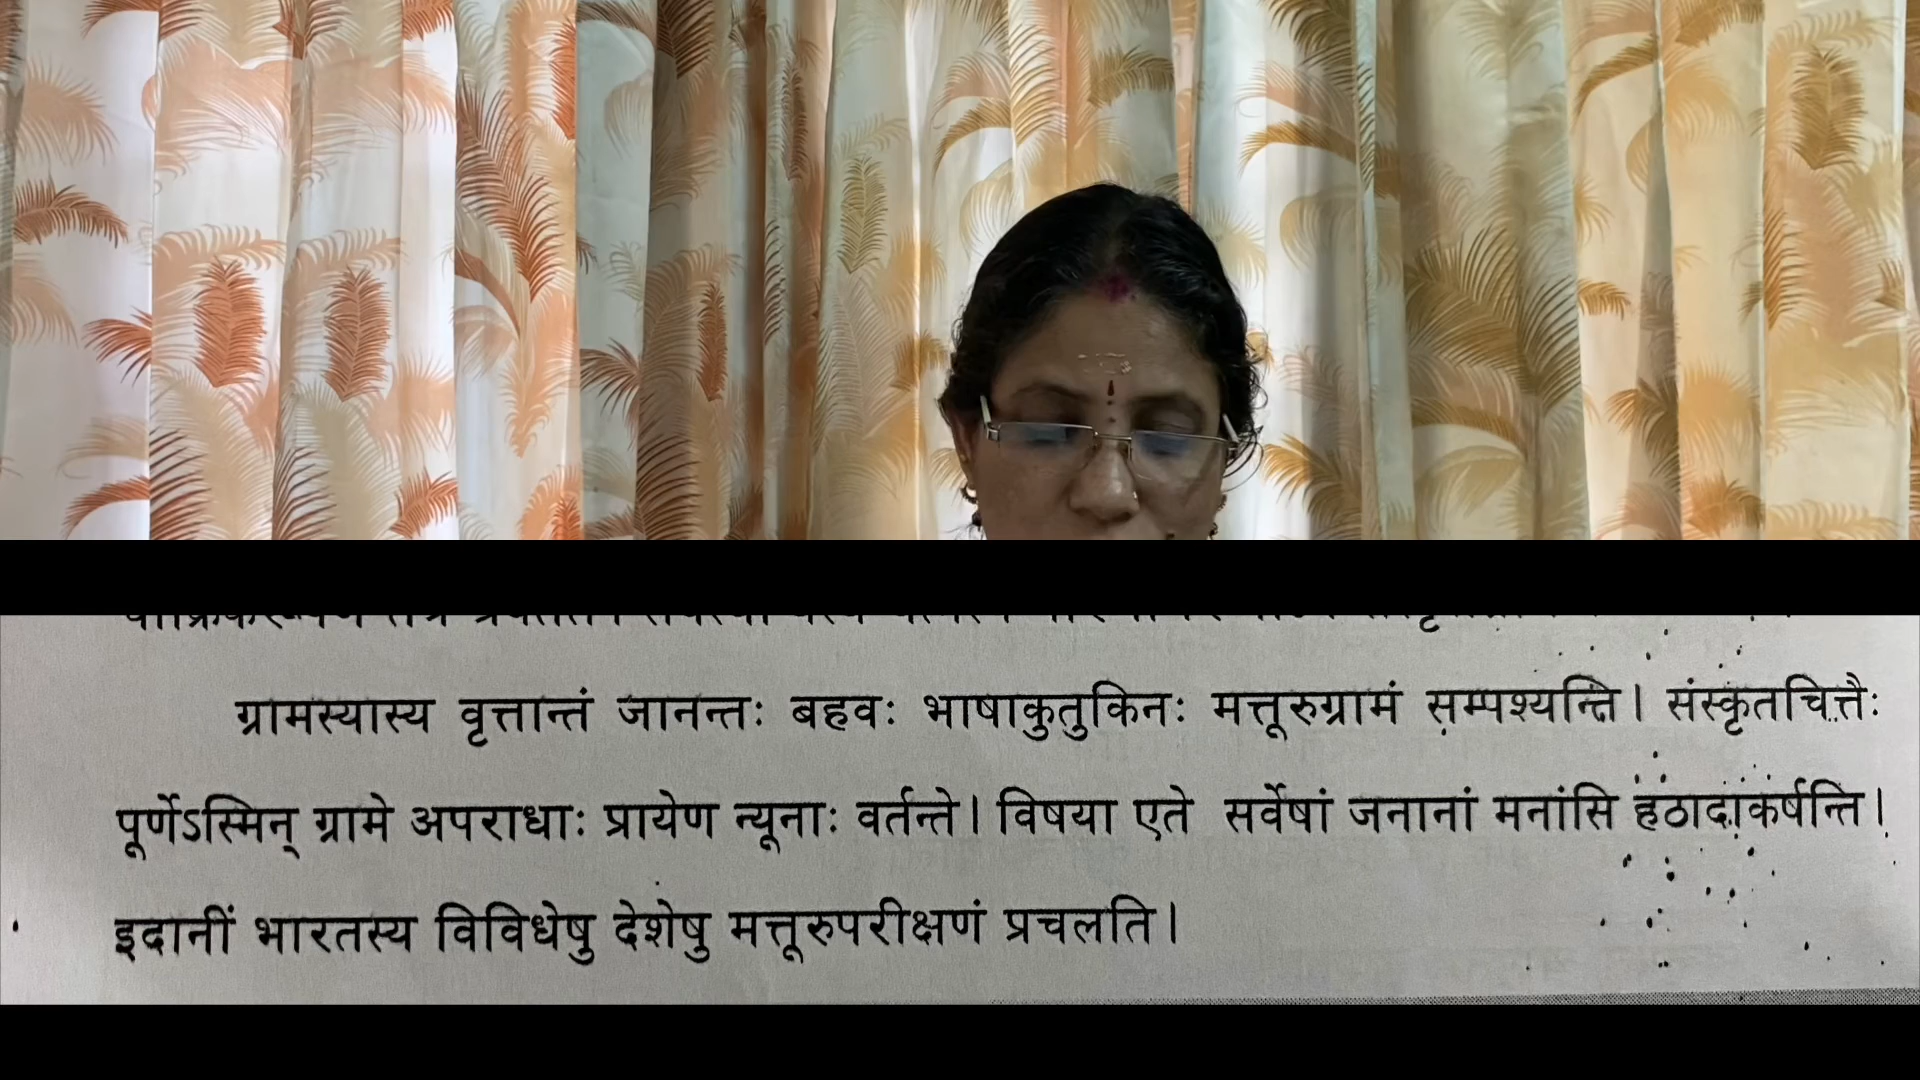 ग्रामस्यास्य वृत्तान्तं जानन्तः बहवः भाषाकुतुकिनः मत्तूरुग्रामं सम्पश्यन्ति। संस्कृतचित्तैः
पूर्णेऽस्मिन् ग्रामे अपराधाः प्रायेण न्यूनाः वर्तन्ते। विषया एते सर्वेषां जनानां मनांसि हठादाकर्षन्ति।
इदानीं भारतस्य विविधेषु देशेषु मत्तूरुपरीक्षणं प्रचलति।